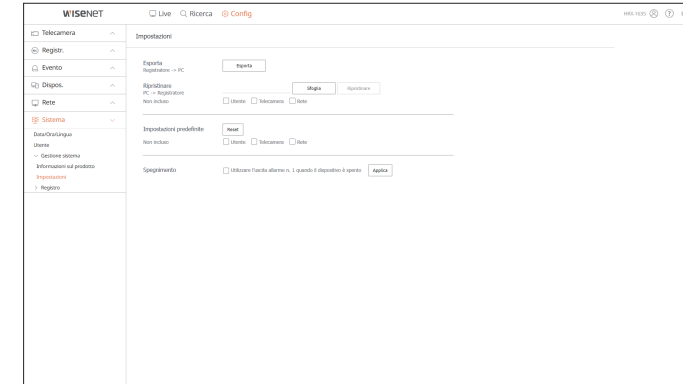 WISENET
Live Ricerca Config
HRX-1635
Telecamera
Registr.
Evento
Dispos.
Rete
Sistema
Data/Ora/Lingua
Utente
Gestione sistema
Informazioni sul prodotto
Impostazioni
Registro
Impostazioni
Esporta
Registratore -> PC
Esporta
Ripristinare
PC -> Registratore
Sfoglia Ripristinare
Non incluso Utente Telecamera Rete
Impostazioni predefinite Reset
Non incluso Utente Telecamera Rete
Spegnimento Utilizzare l'uscita allarme n. 1 quando il dispositivo è spento Applica